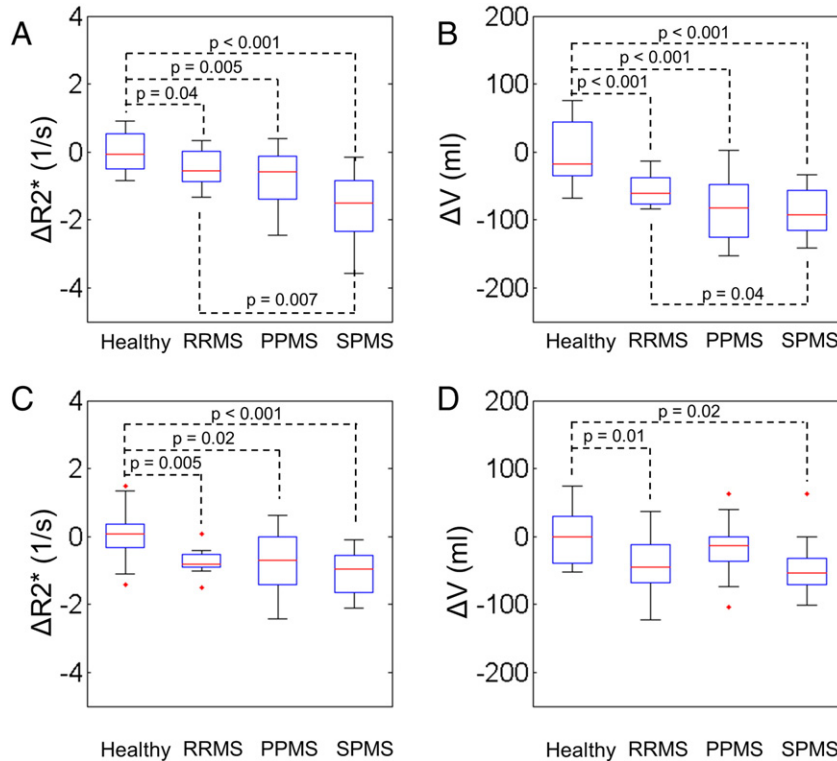 A
ΔR2* (1/s)
4
2
0
-2
-4
p < 0.001
p = 0.005
p = 0.04
p = 0.007
Healthy RRMS PPMS SPMS
B
ΔV (ml)
200
100
0
-100
-200
p < 0.001
p < 0.001
p < 0.001
p = 0.04
Healthy RRMS PPMS SPMS
C
ΔR2* (1/s)
4
2
0
-2
-4
p < 0.001
p = 0.02
p = 0.005
Healthy RRMS PPMS SPMS
D
ΔV (ml)
200
100
0
-100
-200
p = 0.02
p = 0.01
Healthy RRMS PPMS SPMS